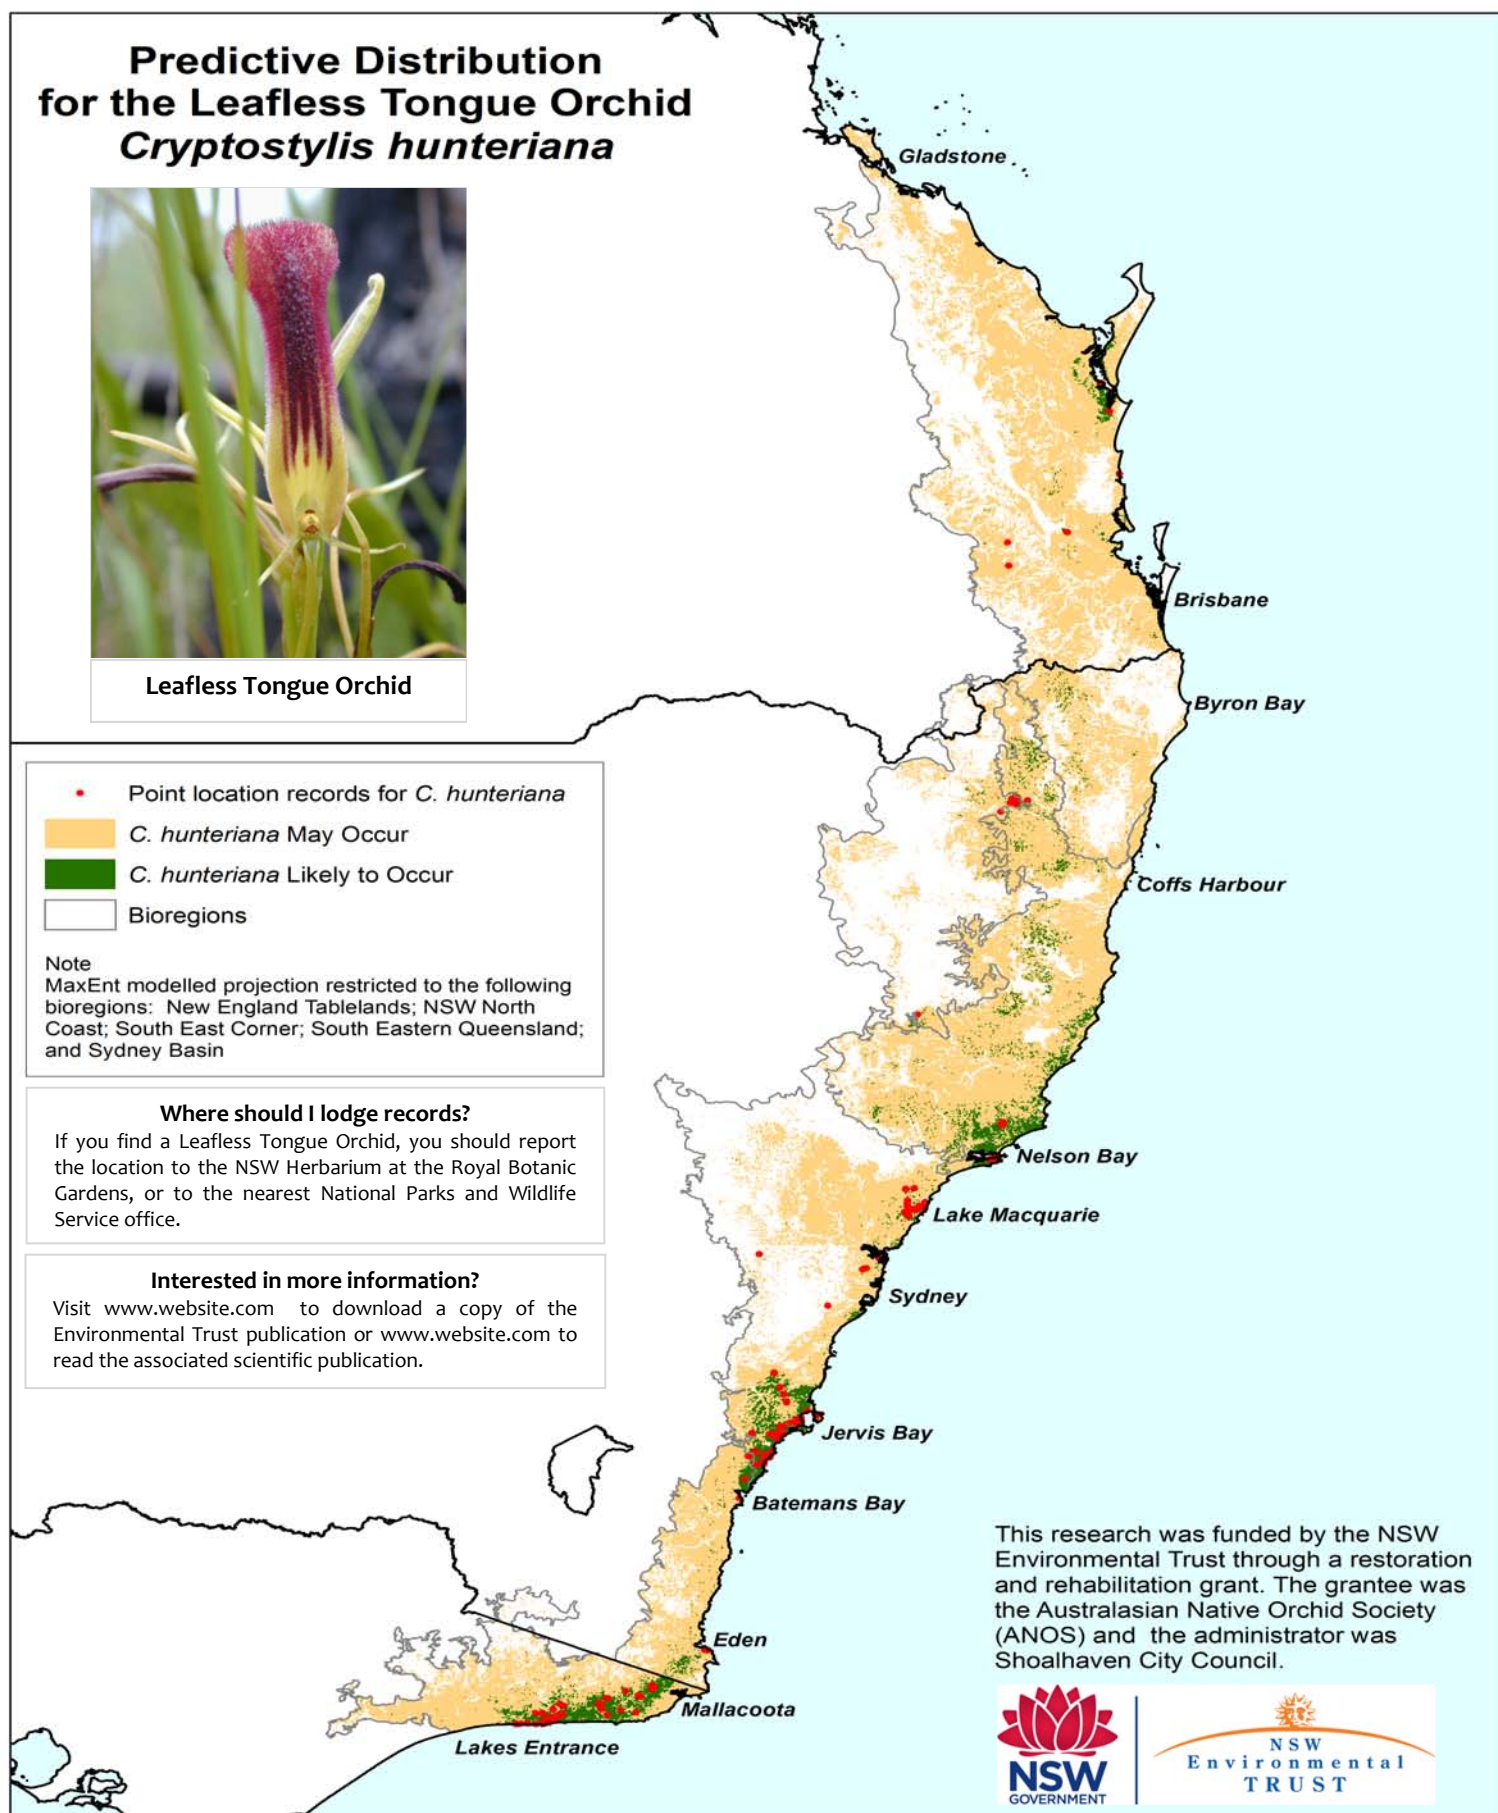 Predictive Distribution
for the Leafless Tongue Orchid
Cryptostylis hunteriana
Leafless Tongue Orchid
Point location records for C. hunteriana
C. hunteriana May Occur
C. hunteriana Likely to Occur
Bioregions
Note
MaxEnt modelled projection restricted to the following
bioregions: New England Tablelands; NSW North
Coast; South East Corner; South Eastern Queensland;
and Sydney Basin
Where should I lodge records?
If you find a Leafless Tongue Orchid, you should report
the location to the NSW Herbarium at the Royal Botanic
Gardens, or to the nearest National Parks and Wildlife
Service office.
Interested in more information?
Visit www.website.com to download a copy of the
Environmental Trust publication or www.website.com to
read the associated scientific publication.
Gladstone
Brisbane
Byron Bay
Coffs Harbour
Nelson Bay
Lake Macquarie
Sydney
Jervis Bay
Batemans Bay
Eden
Mallacoota
Lakes Entrance
This research was funded by the NSW
Environmental Trust through a restoration
and rehabilitation grant. The grantee was
the Australasian Native Orchid Society
(ANOS) and the administrator was
Shoalhaven City Council.
NSW
GOVERNMENT
NSW
Environmental
TRUST